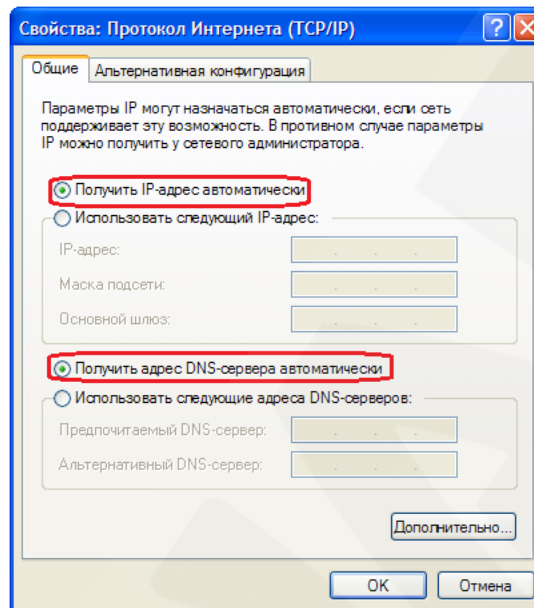 Свойства: Протокол Интернета (TCP/IP)
Общие
Альтернативная конфигурация
Параметры IP могут назначаться автоматически, если сеть
поддерживает эту возможность. В противном случае параметры
IP можно получить у сетевого администратора.
Получить IP-адрес автоматически
Использовать следующий IP-адрес:
IP-адрес:
Маска подсети:
Основной шлюз:
Получить адрес DNS-сервера автоматически
Использовать следующие адреса DNS-серверов:
Предпочитаемый DNS-сервер:
Альтернативный DNS-сервер:
Дополнительно...
OK
Отмена